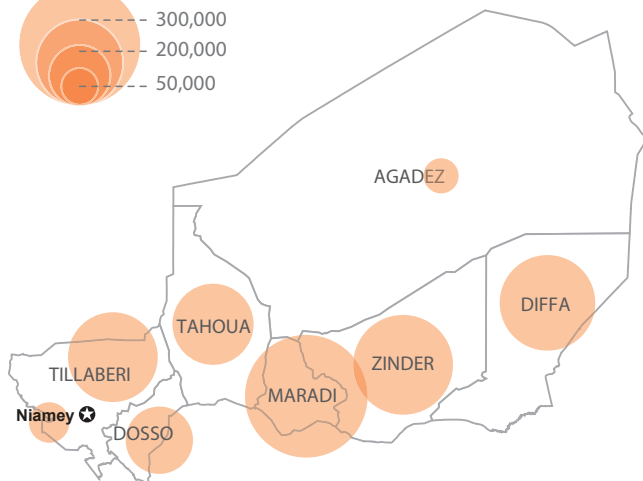 300,000
200,000
50,000
AGADEZ
DIFFA
TAHOUA
ZINDER
TILLABERI
MARADI
Niamey
DOSSO